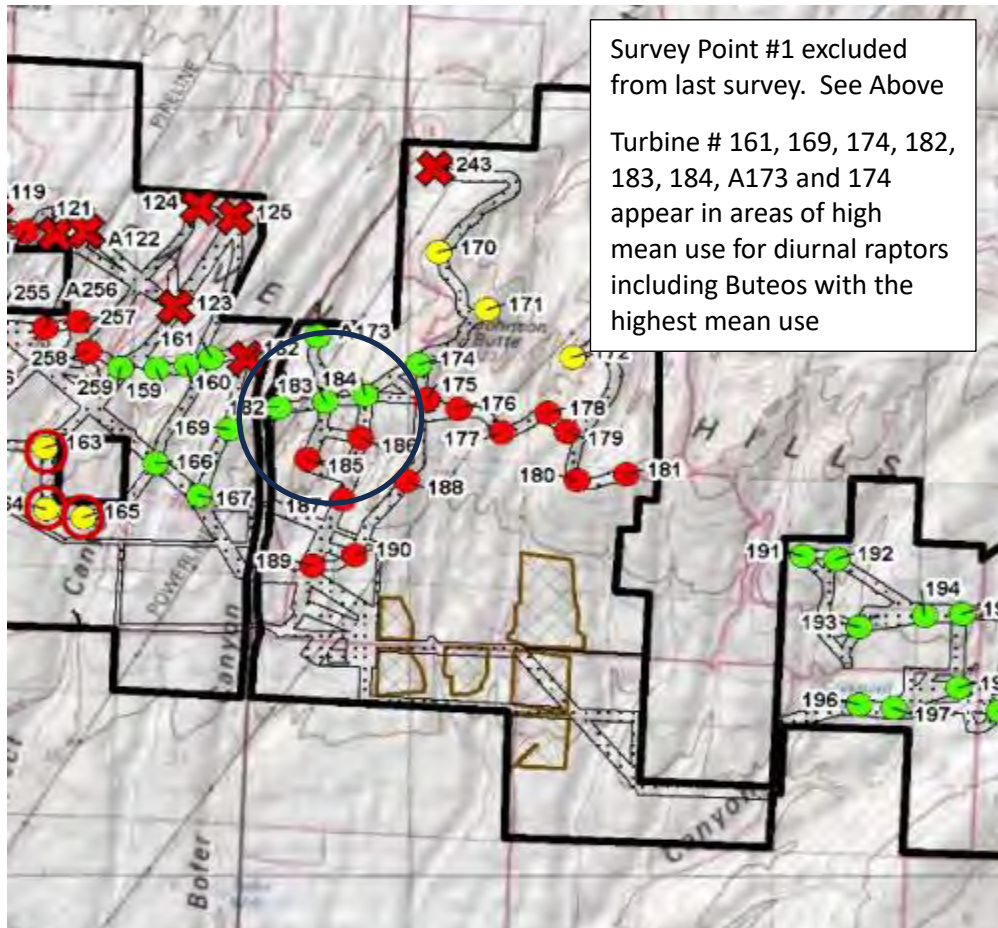 Survey Point #1 excluded
from last survey. See Above
Turbine # 161, 169, 174, 182,
183, 184, A173 and 174
appear in areas of high
mean use for diurnal raptors
including Buteos with the
highest mean use
PIPELINE
119
121
A122
124
125
123
243
170
171
Butte
255
A256
257
258
259
159
161
160
A173
174
175
176
177
178
179
180
181
182
183
184
185
186
187
188
189
190
169
166
167
163
165
HILLS
POWERLINE
Canyon
191
192
193
194
196
197
Canyon
Bofer